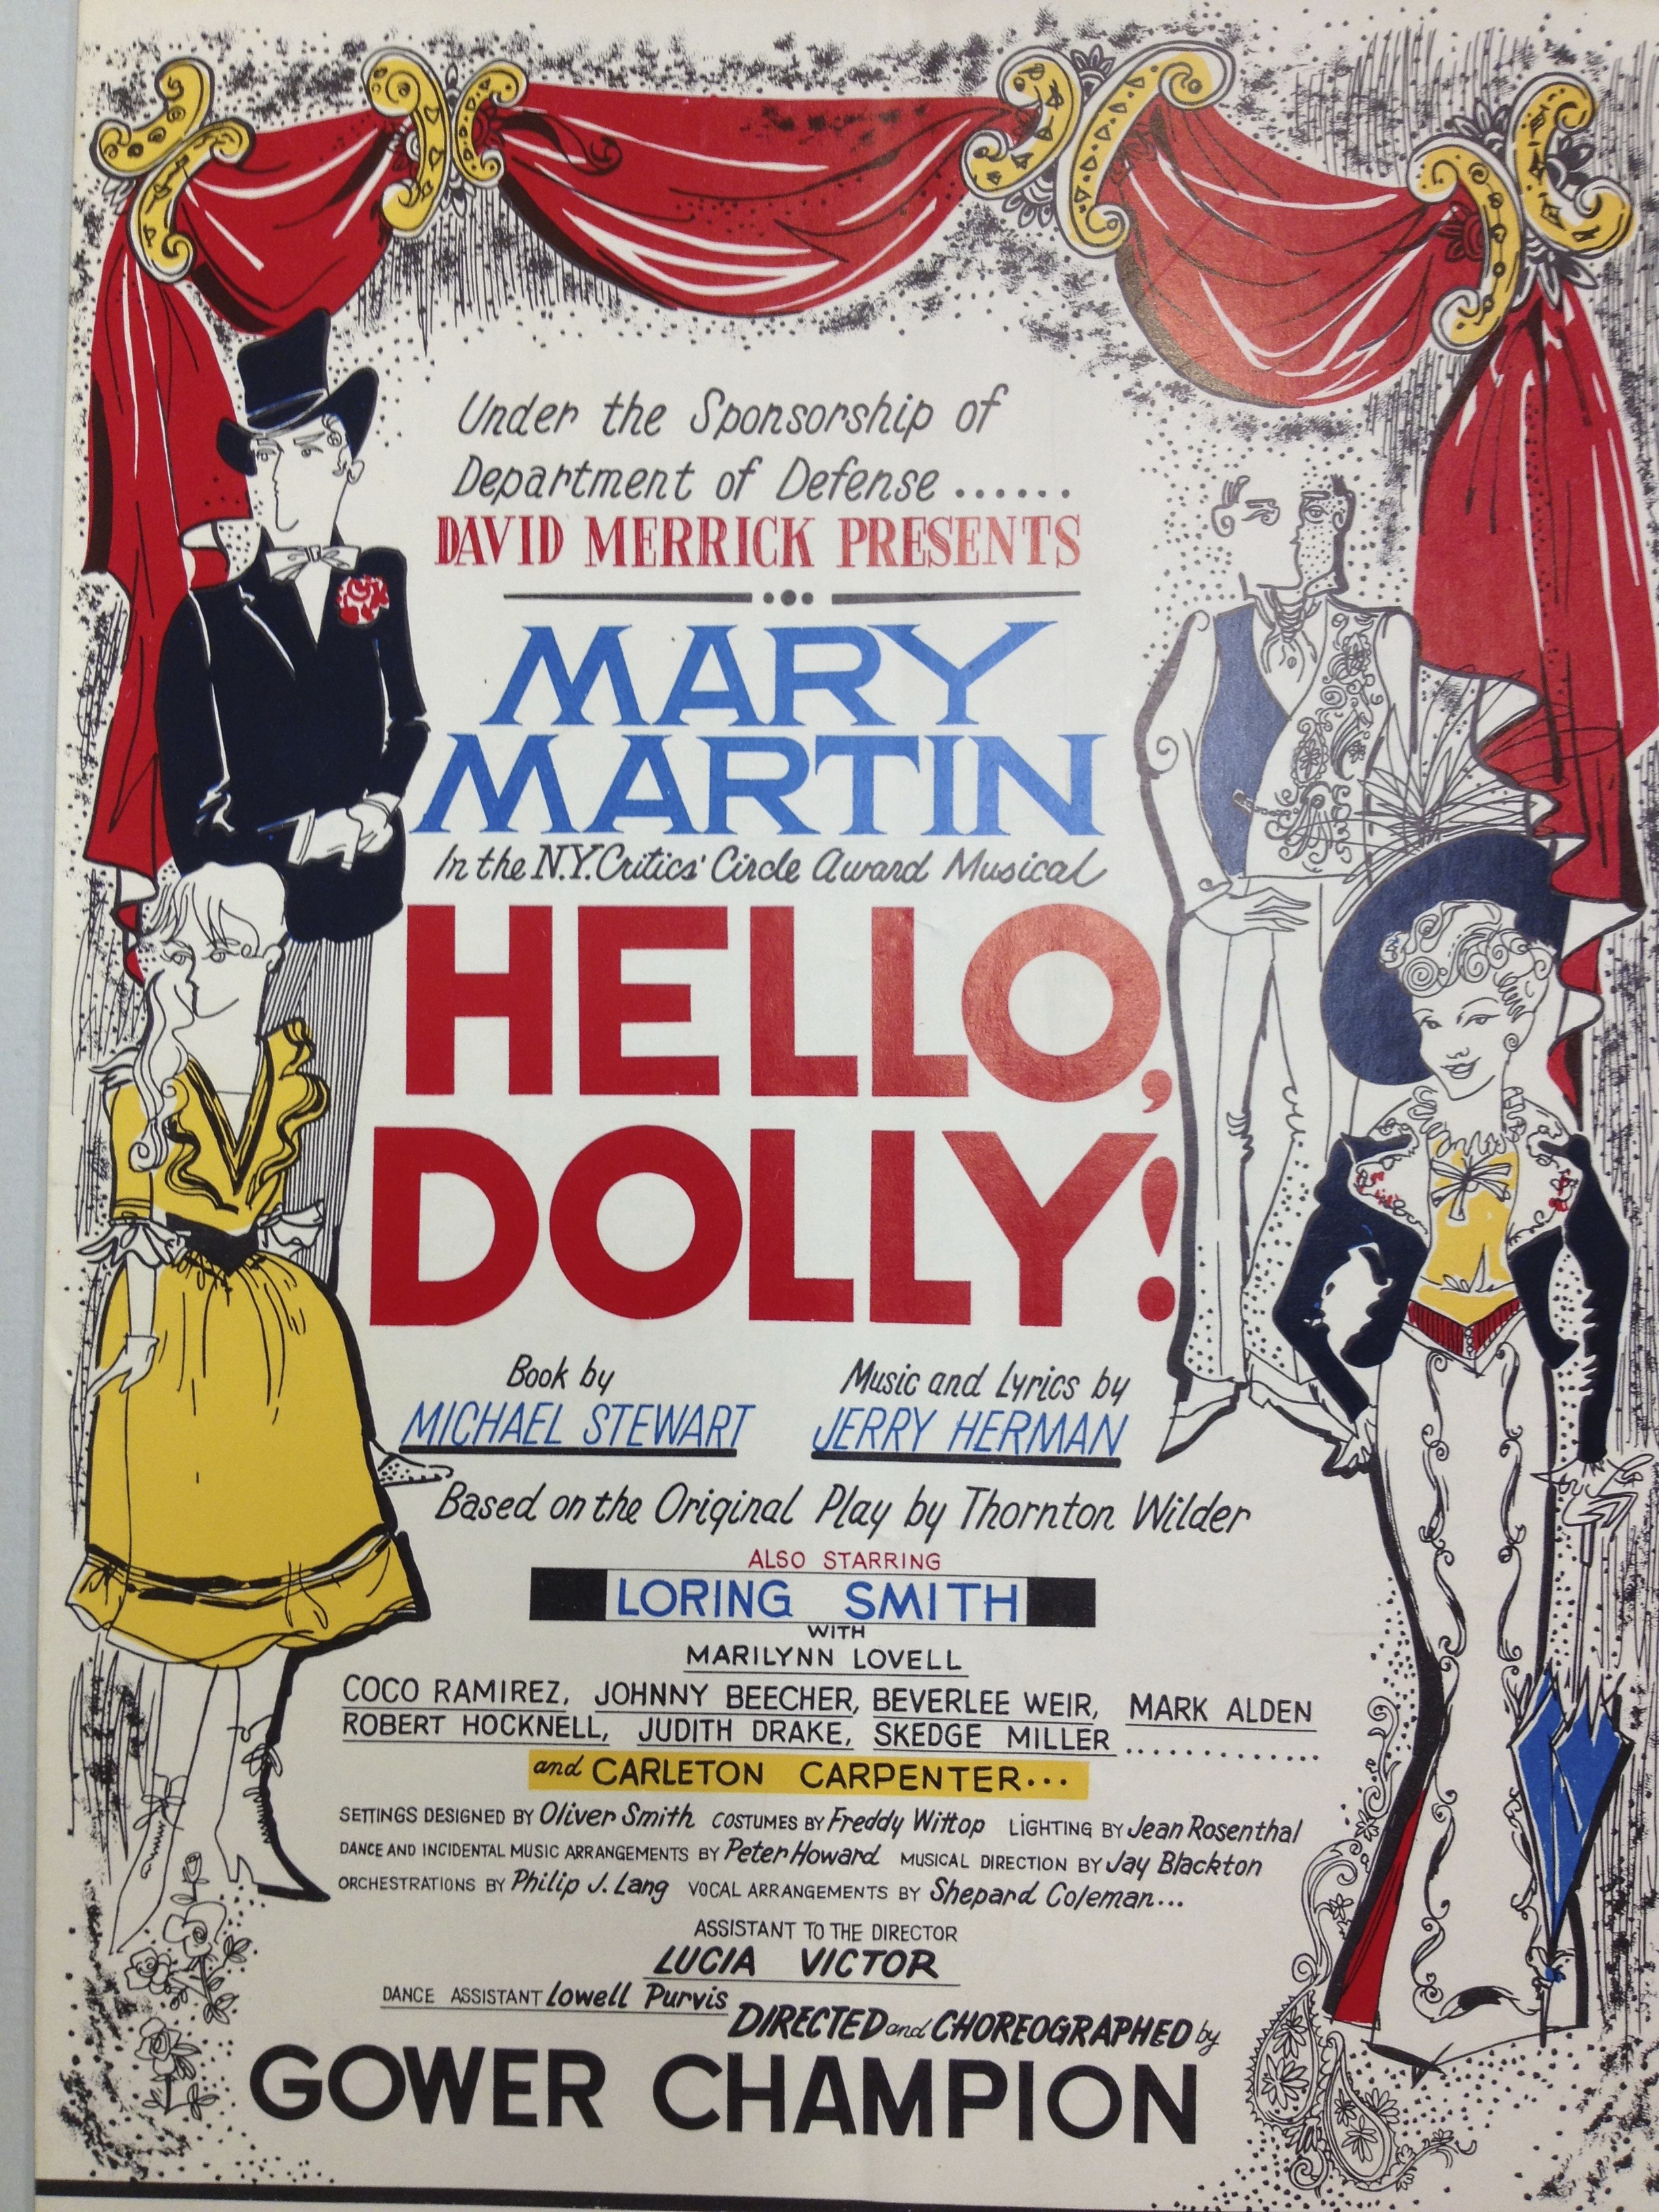 Under the Sponsorship of
Department of Defense ......
DAVID MERRICK PRESENTS
MARY
MARTIN
In the N.Y. Critics' Circle Award Musical
HELLO,
DOLLY!
Book by
MICHAEL STEWART
Music and Lyrics by
JERRY HERMAN
Based on the Original Play by Thornton Wilder
ALSO STARRING
LORING SMITH
WITH
MARILYNN LOVELL
COCO RAMIREZ, JOHNNY BEECHER, BEVERLEE WEIR, MARK ALDEN
ROBERT HOCKNELL, JUDITH DRAKE, SKEDGE MILLER ..............
and CARLETON CARPENTER...
SETTINGS DESIGNED BY Oliver Smith COSTUMES BY Freddy Wittop LIGHTING BY Jean Rosenthal
DANCE AND INCIDENTAL MUSIC ARRANGEMENTS BY Peter Howard MUSICAL DIRECTION BY Jay Blackton
ORCHESTRATIONS BY Philip J. Lang VOCAL ARRANGEMENTS BY Shepard Coleman...
ASSISTANT TO THE DIRECTOR
LUCIA VICTOR
DANCE ASSISTANT Lowell Purvis
DIRECTED and CHOREOGRAPHED by
GOWER CHAMPION